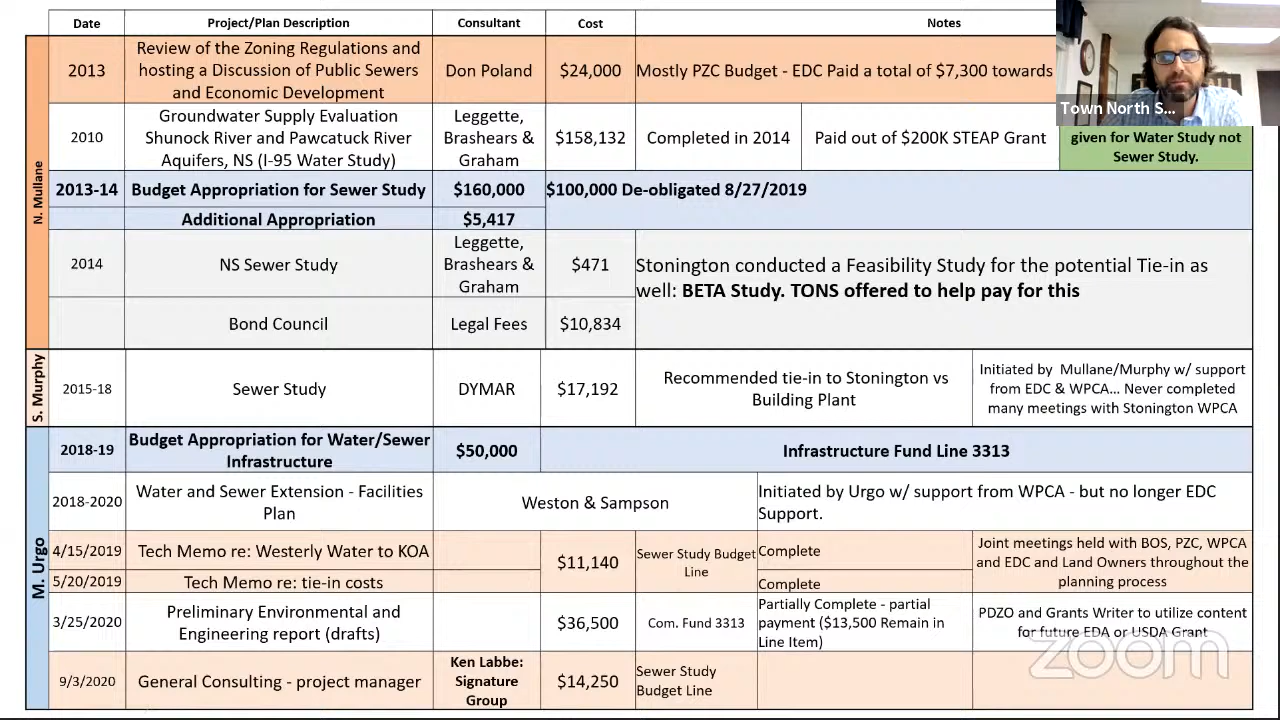 Date Project/Plan Description Consultant Cost Notes
N. Mullane
2013
Review of the Zoning Regulations and
hosting a Discussion of Public Sewers
and Economic Development
Don Poland
$24,000
Mostly PZC Budget - EDC Paid a total of $7,300 towards
Town North S...
2010
Groundwater Supply Evaluation
Shunock River and Pawcatuck River
Aquifers, NS (I-95 Water Study)
Leggette,
Brashears &
Graham
$158,132
Completed in 2014
Paid out of $200K STEAP Grant
given for Water Study not
Sewer Study.
2013-14
Budget Appropriation for Sewer Study
$160,000
$100,000 De-obligated 8/27/2019
Additional Appropriation
$5,417
2014
NS Sewer Study
Leggette,
Brashears &
Graham
$471
Stonington conducted a Feasibility Study for the potential Tie-in as
well: BETA Study. TONS offered to help pay for this
Bond Council
Legal Fees
$10,834
S. Murphy
2015-18
Sewer Study
DYMAR
$17,192
Recommended tie-in to Stonington vs
Building Plant
Initiated by Mullane/Murphy w/ support
from EDC & WPCA... Never completed
many meetings with Stonington WPCA
M. Urgo
2018-19
Budget Appropriation for Water/Sewer
Infrastructure
$50,000
Infrastructure Fund Line 3313
2018-2020
Water and Sewer Extension - Facilities
Plan
Weston & Sampson
Initiated by Urgo w/ support from WPCA - but no longer EDC
Support.
4/15/2019
Tech Memo re: Westerly Water to KOA
$11,140
Sewer Study Budget
Line
Complete
Joint meetings held with BOS, PZC, WPCA
and EDC and Land Owners throughout the
planning process
5/20/2019
Tech Memo re: tie-in costs
Complete
3/25/2020
Preliminary Environmental and
Engineering report (drafts)
$36,500
Com. Fund 3313
Partially Complete - partial
payment ($13,500 Remain in
Line Item)
PDZO and Grants Writer to utilize content
for future EDA or USDA Grant
9/3/2020
General Consulting - project manager
Ken Labbe:
Signature
Group
$14,250
Sewer Study
Budget Line
zoom